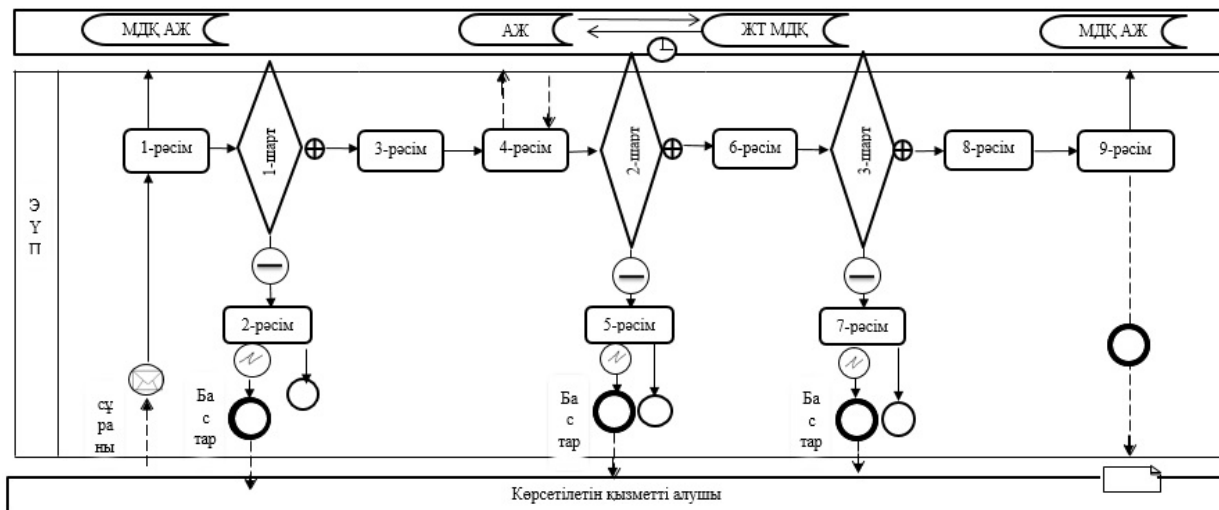 МДҚ АЖ
АЖ
ЖТ МДҚ
МДҚ АЖ
1-рәсім
1-шарт
3-рәсім
4-рәсім
2-шарт
6-рәсім
3-шарт
8-рәсім
9-рәсім
Э
Ү
П
2-рәсім
5-рәсім
7-рәсім
сұ
ра
ны
Ба
с
тар
Ба
с
тар
Ба
с
тар
Көрсетілетін қызметті алушы